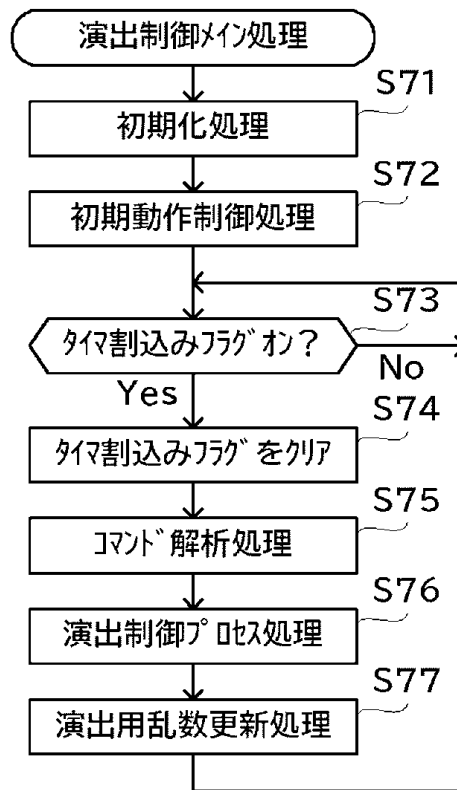 演出制御メイン処理
S71
初期化処理
S72
初期動作制御処理
S73
タイマ割込みフラグオン?
No
Yes
S74
タイマ割込みフラグをクリア
S75
コマンド解析処理
S76
演出制御プロセス処理
S77
演出用乱数更新処理